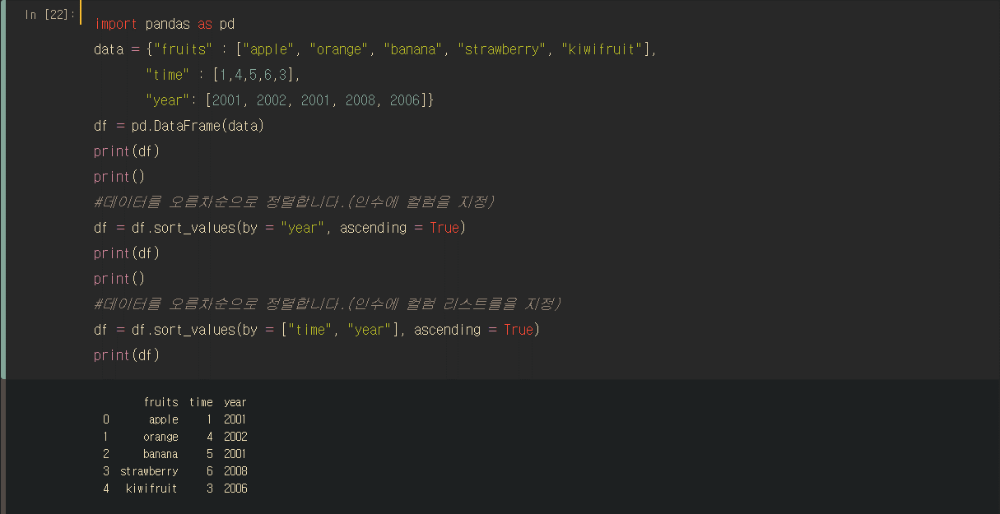 In [22]:
import pandas as pd
data = {"fruits" : ["apple", "orange", "banana", "strawberry", "kiwifruit"],
"time" : [1,4,5,6,3],
"year": [2001, 2002, 2001, 2008, 2006]}
df = pd.DataFrame(data)
print(df)
print()
#데이터를 오름차순으로 정렬합니다.(인수에 컬럼을 지정)
df = df.sort_values(by = "year", ascending = True)
print(df)
print()
#데이터를 오름차순으로 정렬합니다.(인수에 컬럼 리스트를을 지정)
df = df.sort_values(by = ["time", "year"], ascending = True)
print(df)
fruits time year
0 apple 1 2001
1 orange 4 2002
2 banana 5 2001
3 strawberry 6 2008
4 kiwifruit 3 2006